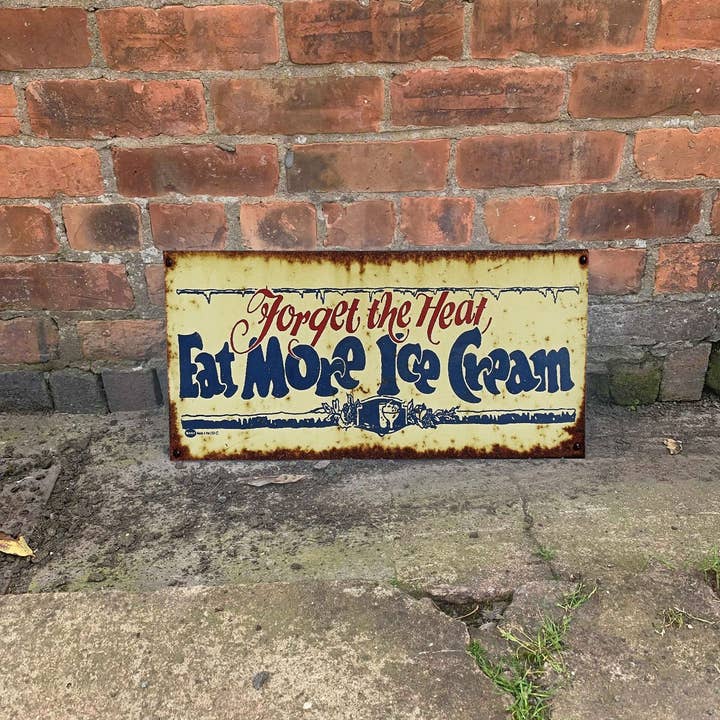 Forget the Heat,
Eat More Ice Cream